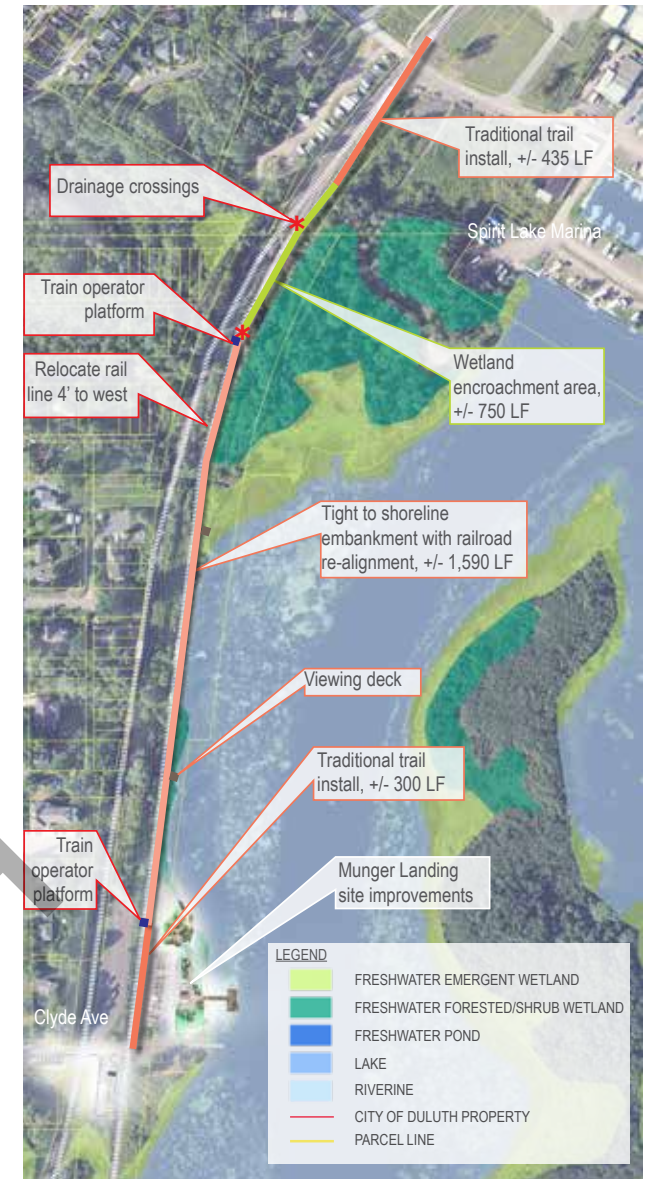 Traditional trail
install, +/- 435 LF
Drainage crossings
Spirit Lake Marina
Train operator
platform
Relocate rail
line 4’ to west
Wetland
encroachment area,
+/- 750 LF
Tight to shoreline
embankment with railroad
re-alignment, +/- 1,590 LF
Viewing deck
Traditional trail
install, +/- 300 LF
Train
operator
platform
Munger Landing
site improvements
Clyde Ave
LEGEND
FRESHWATER EMERGENT WETLAND
FRESHWATER FORESTED/SHRUB WETLAND
FRESHWATER POND
LAKE
RIVERINE
CITY OF DULUTH PROPERTY
PARCEL LINE